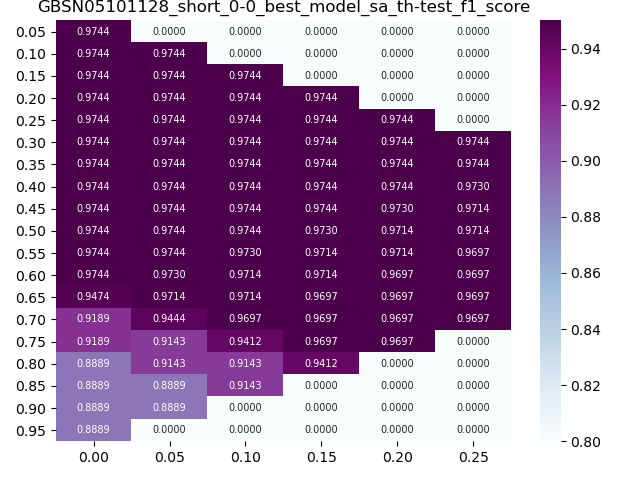 GBSN05101128_short_0-0_best_model_sa_th-test_f1_score
0.05 0.9744 0.0000 0.0000 0.0000 0.0000 0.0000
0.10 0.9744 0.9744 0.0000 0.0000 0.0000 0.0000
0.15 0.9744 0.9744 0.9744 0.0000 0.0000 0.0000
0.20 0.9744 0.9744 0.9744 0.9744 0.0000 0.0000
0.25 0.9744 0.9744 0.9744 0.9744 0.9744 0.0000
0.30 0.9744 0.9744 0.9744 0.9744 0.9744 0.9744
0.35 0.9744 0.9744 0.9744 0.9744 0.9744 0.9744
0.40 0.9744 0.9744 0.9744 0.9744 0.9744 0.9730
0.45 0.9744 0.9744 0.9744 0.9744 0.9730 0.9714
0.50 0.9744 0.9744 0.9744 0.9730 0.9714 0.9714
0.55 0.9744 0.9744 0.9730 0.9714 0.9714 0.9697
0.60 0.9744 0.9730 0.9714 0.9714 0.9697 0.9697
0.65 0.9474 0.9714 0.9714 0.9697 0.9697 0.9697
0.70 0.9189 0.9444 0.9697 0.9697 0.9697 0.9697
0.75 0.9189 0.9143 0.9412 0.9697 0.9697 0.0000
0.80 0.8889 0.9143 0.9143 0.9412 0.0000 0.0000
0.85 0.8889 0.8889 0.9143 0.0000 0.0000 0.0000
0.90 0.8889 0.8889 0.0000 0.0000 0.0000 0.0000
0.95 0.8889 0.0000 0.0000 0.0000 0.0000 0.0000
0.00 0.05 0.10 0.15 0.20 0.25
0.94
0.92
0.90
0.88
0.86
0.84
0.82
0.80